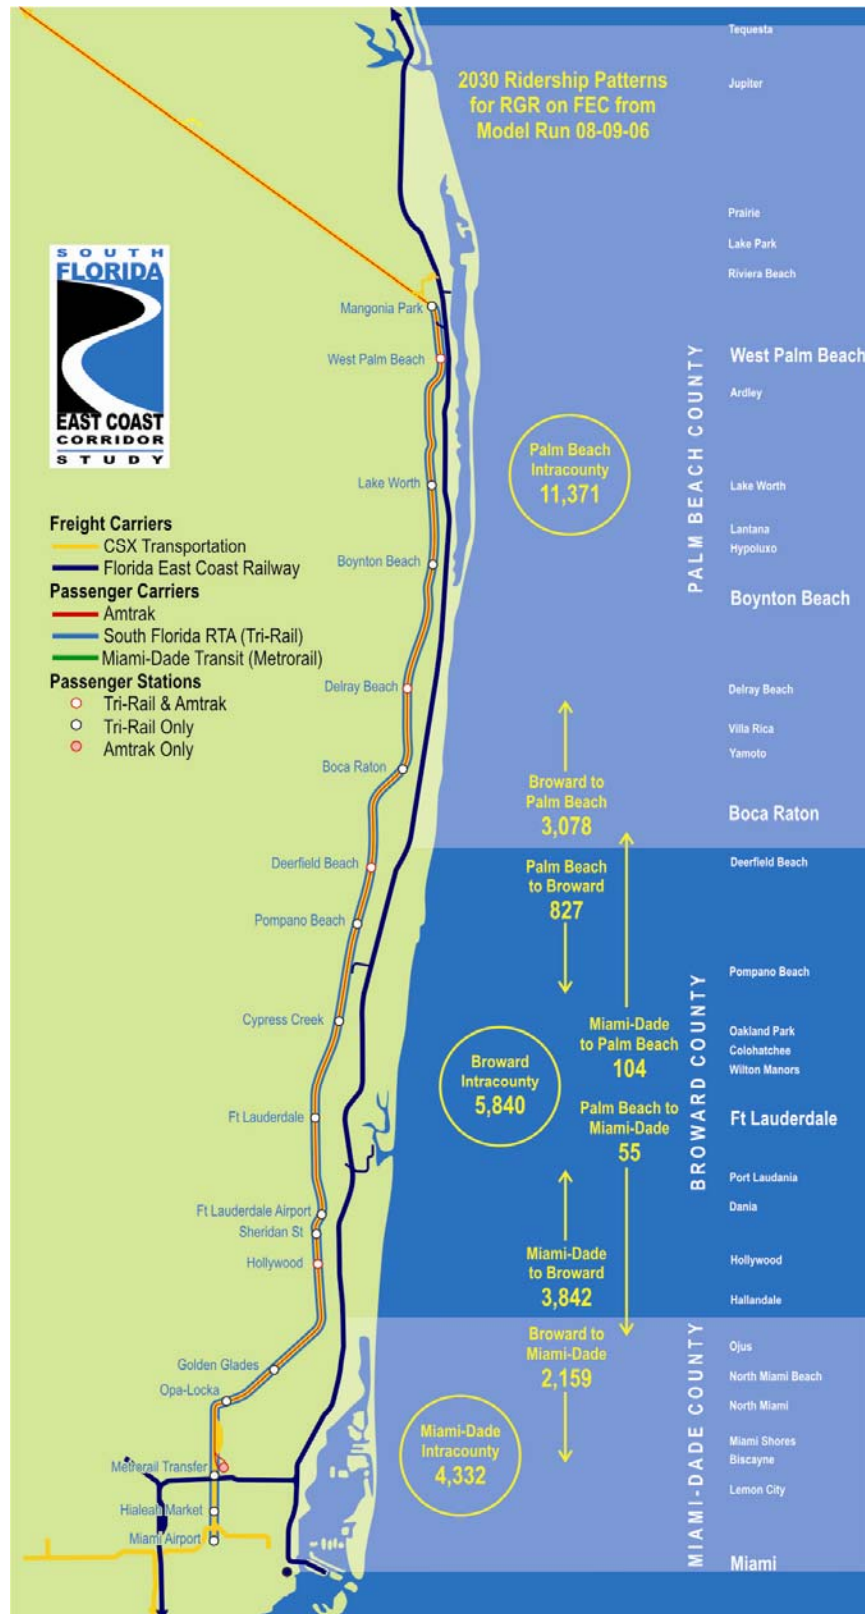 2030 Ridership Patterns
for RGR on FEC from
Model Run 08-09-06
SOUTH
FLORIDA
EAST COAST
CORRIDOR
STUDY
Freight Carriers
CSX Transportation
Florida East Coast Railway
Passenger Carriers
Amtrak
South Florida RTA (Tri-Rail)
Miami-Dade Transit (Metrorail)
Passenger Stations
Tri-Rail & Amtrak
Tri-Rail Only
Amtrak Only
Mangonia Park
West Palm Beach
Lake Worth
Boynton Beach
Delray Beach
Boca Raton
Deerfield Beach
Pompano Beach
Cypress Creek
Ft Lauderdale
Ft Lauderdale Airport
Sheridan St
Hollywood
Golden Glades
Opa-Locka
Metrerail Transfer
Hialeah Market
Miami Airport
Palm Beach
Intracounty
11,371
Broward to
Palm Beach
3,078
Palm Beach
to Broward
827
Miami-Dade
to Palm Beach
104
Broward
Intracounty
5,840
Palm Beach to
Miami-Dade
55
Miami-Dade
to Broward
3,842
Broward to
Miami-Dade
2,159
Miami-Dade
Intracounty
4,332
PALM BEACH COUNTY
BROWARD COUNTY
MIAMI-DADE COUNTY
Tequesta
Jupiter
Prairie
Lake Park
Riviera Beach
West Palm Beach
Ardley
Lake Worth
Lantana
Hypoluxo
Boynton Beach
Delray Beach
Villa Rica
Yamoto
Boca Raton
Deerfield Beach
Pompano Beach
Oakland Park
Colohatchee
Wilton Manors
Ft Lauderdale
Port Laudania
Dania
Hollywood
Hallandale
Ojus
North Miami Beach
North Miami
Miami Shores
Biscayne
Lemon City
Miami